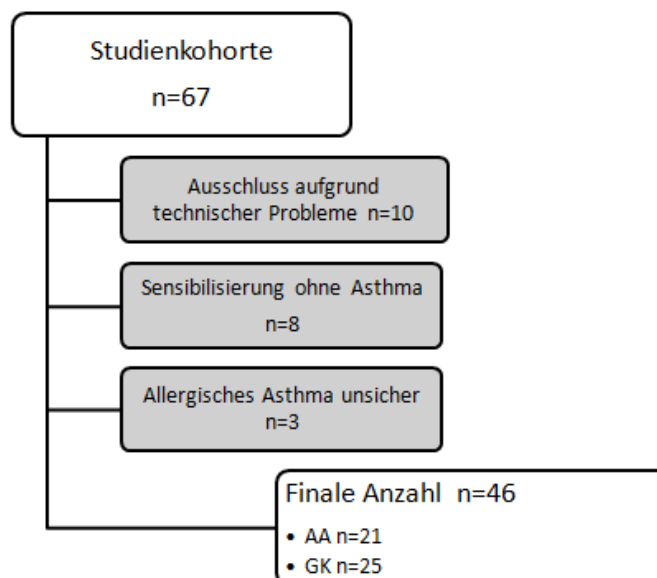 Studienkohorte
n=67
Ausschluss aufgrund
technischer Probleme n=10
Sensibilisierung ohne Asthma
n=8
Allergisches Asthma unsicher
n=3
Finale Anzahl n=46
• AA n=21
• GK n=25